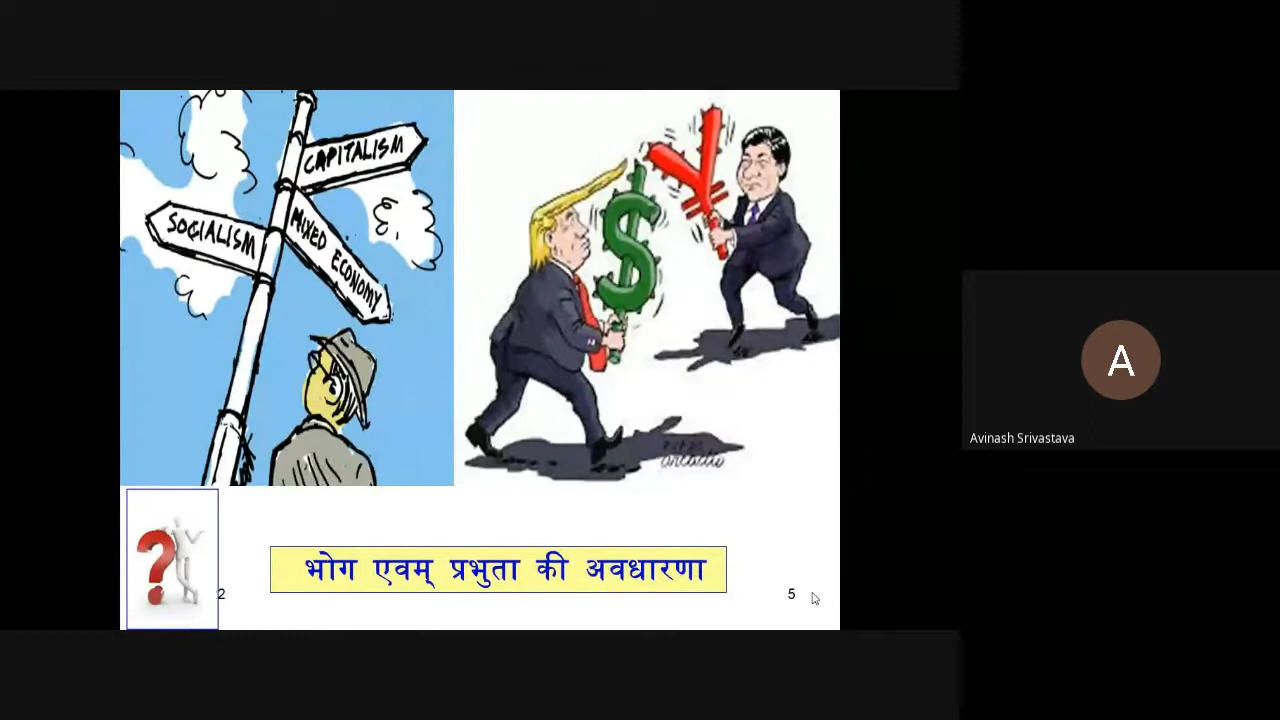 CAPITALISM
SOCIALISM
MIXED ECONOMY
$
¥
?
भोग एवम् प्रभुता की अवधारणा
2
5
A
Avinash Srivastava